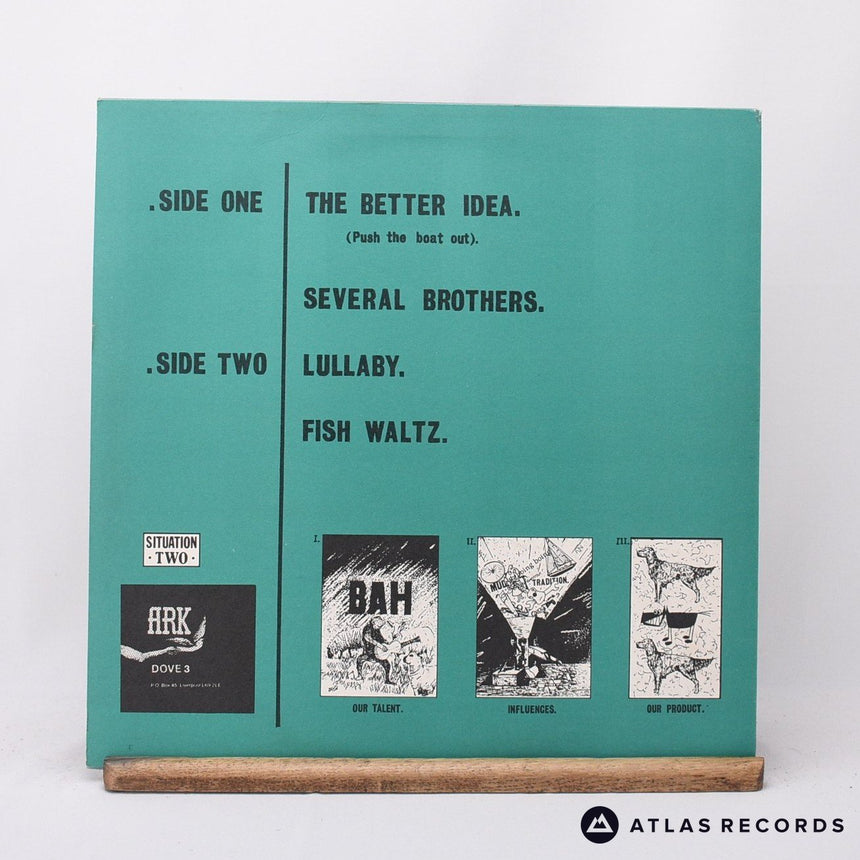 .SIDE ONE
THE BETTER IDEA.
(Push the boat out).
SEVERAL BROTHERS.
.SIDE TWO
LULLABY.
FISH WALTZ.
SITUATION
·TWO·
ARK
DOVE 3
I.
BAH
OUR TALENT.
II.
TRADITION.
INFLUENCES.
III.
OUR PRODUCT.
ATLAS RECORDS